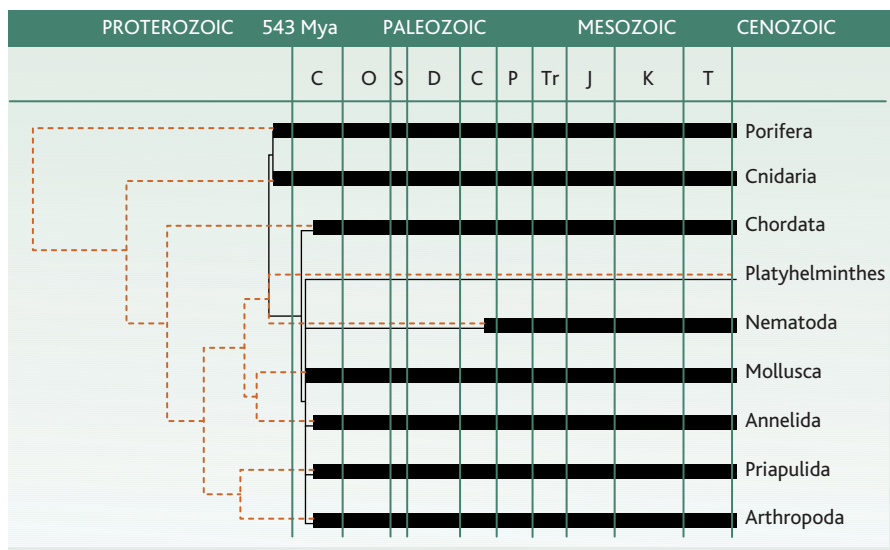 PROTEROZOIC 543 Mya PALEOZOIC MESOZOIC CENOZOIC
C O S D C P Tr J K T
Porifera
Cnidaria
Chordata
Platyhelminthes
Nematoda
Mollusca
Annelida
Priapulida
Arthropoda